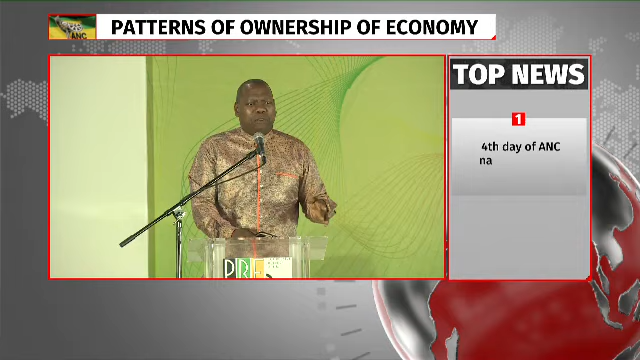 ANC
PATTERNS OF OWNERSHIP OF ECONOMY
TOP NEWS
1
4th day of ANC
na